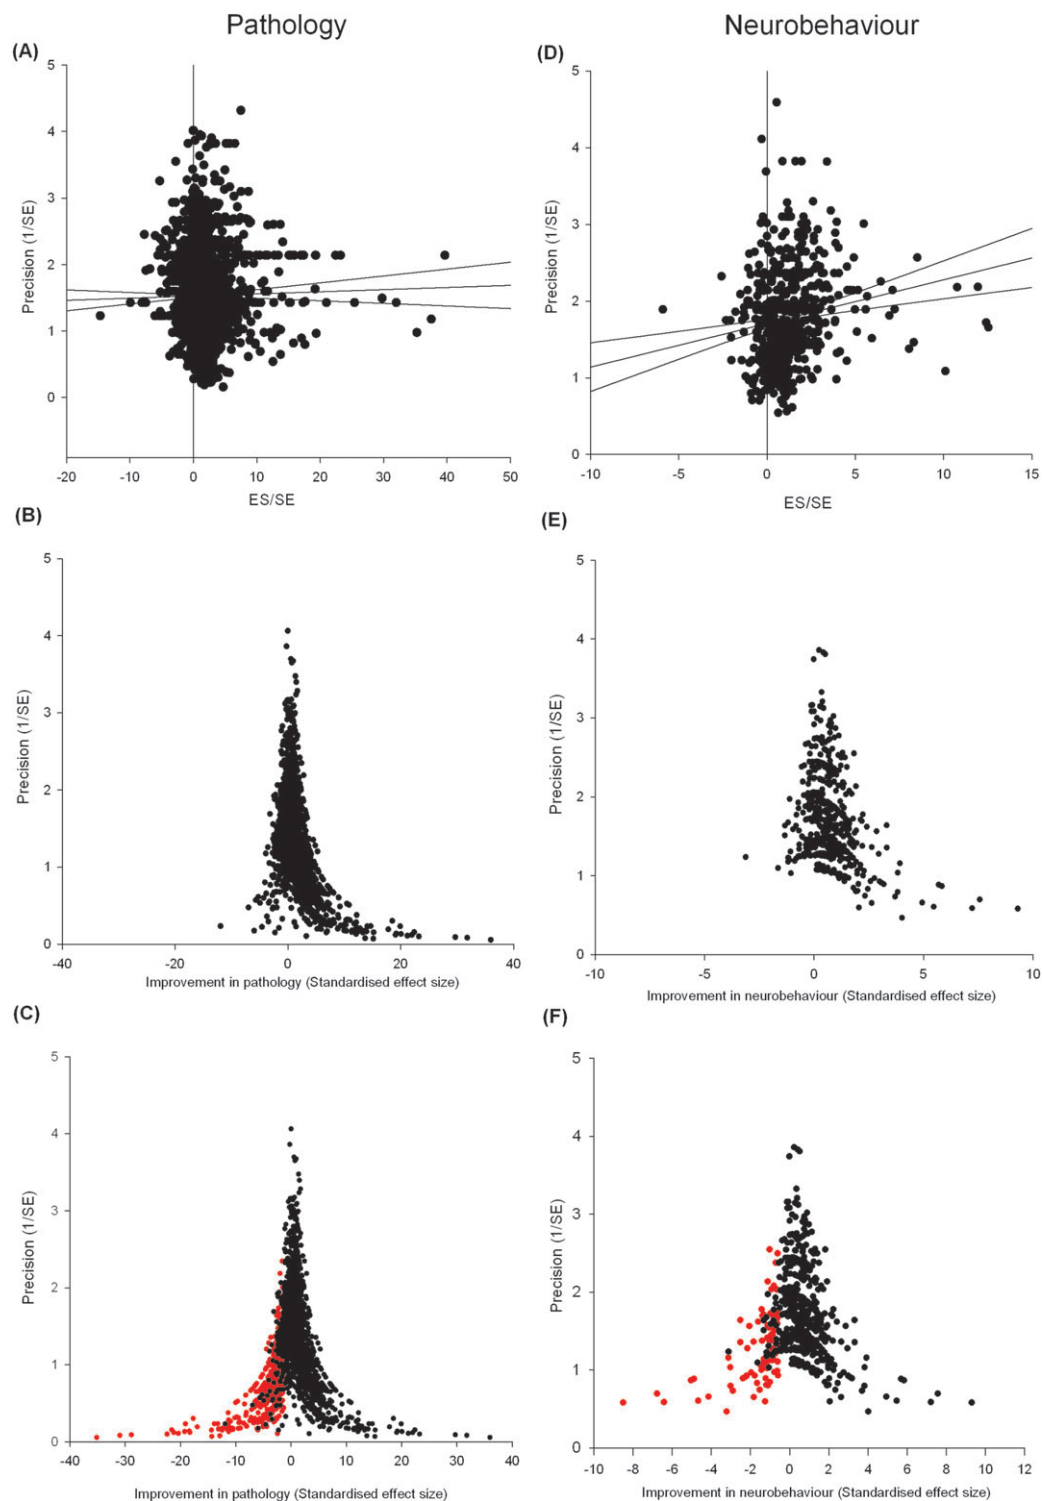 Pathology
Neurobehaviour
(A)
5
4
3
2
1
0
Precision (1/SE)
-20 -10 0 10 20 30 40 50
ES/SE
(D)
5
4
3
2
1
0
Precision (1/SE)
-10 -5 0 5 10 15
ES/SE
(B)
5
4
3
2
1
0
Precision (1/SE)
-40 -20 0 20 40
Improvement in pathology (Standardised effect size)
(E)
5
4
3
2
1
0
Precision (1/SE)
-10 -5 0 5 10
Improvement in neurobehaviour (Standardised effect size)
(C)
5
4
3
2
1
0
Precision (1/SE)
-40 -30 -20 -10 0 10 20 30 40
Improvement in pathology (Standardised effect size)
(F)
5
4
3
2
1
0
Precision (1/SE)
-10 -8 -6 -4 -2 0 2 4 6 8 10 12
Improvement in neurobehaviour (Standardised effect size)